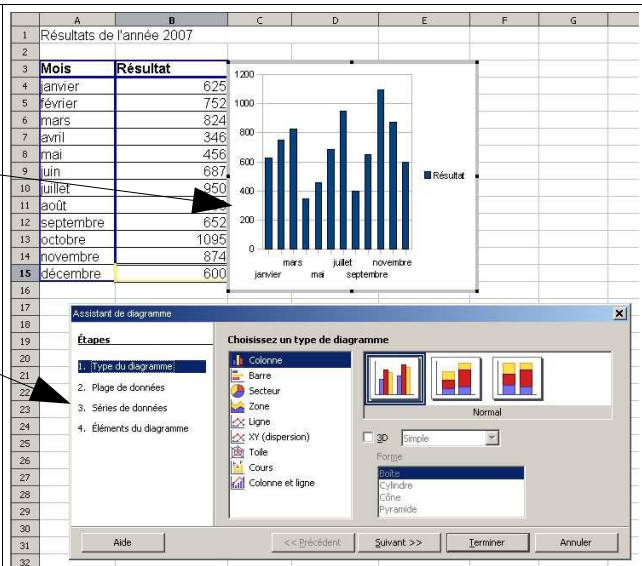 A B C D E F G
1 Résultats de l'année 2007
2
3 Mois Résultat
4 janvier 625
5 février 752
6 mars 824
7 avril 346
8 mai 456
9 juin 687
10 juillet 950
11 août
12 septembre 652
13 octobre 1095
14 novembre 874
15 décembre 600
16
17
18
19
20
21
22
23
24
25
26
27
28
29
30
31
32
1200
1000
800
600
400
200
0
mars juillet novembre
janvier mai septembre
Résultat
Assistant de diagramme
Étapes
1. Type du diagramme
2. Plage de données
3. Séries de données
4. Éléments du diagramme
Choisissez un type de diagramme
Colonne
Barre
Secteur
Zone
Ligne
XY (dispersion)
Toile
Cours
Colonne et ligne
Normal
3D Simple
Forme
Boîte
Cylindre
Cône
Pyramide
Aide << Précédent Suivant >> Terminer Annuler